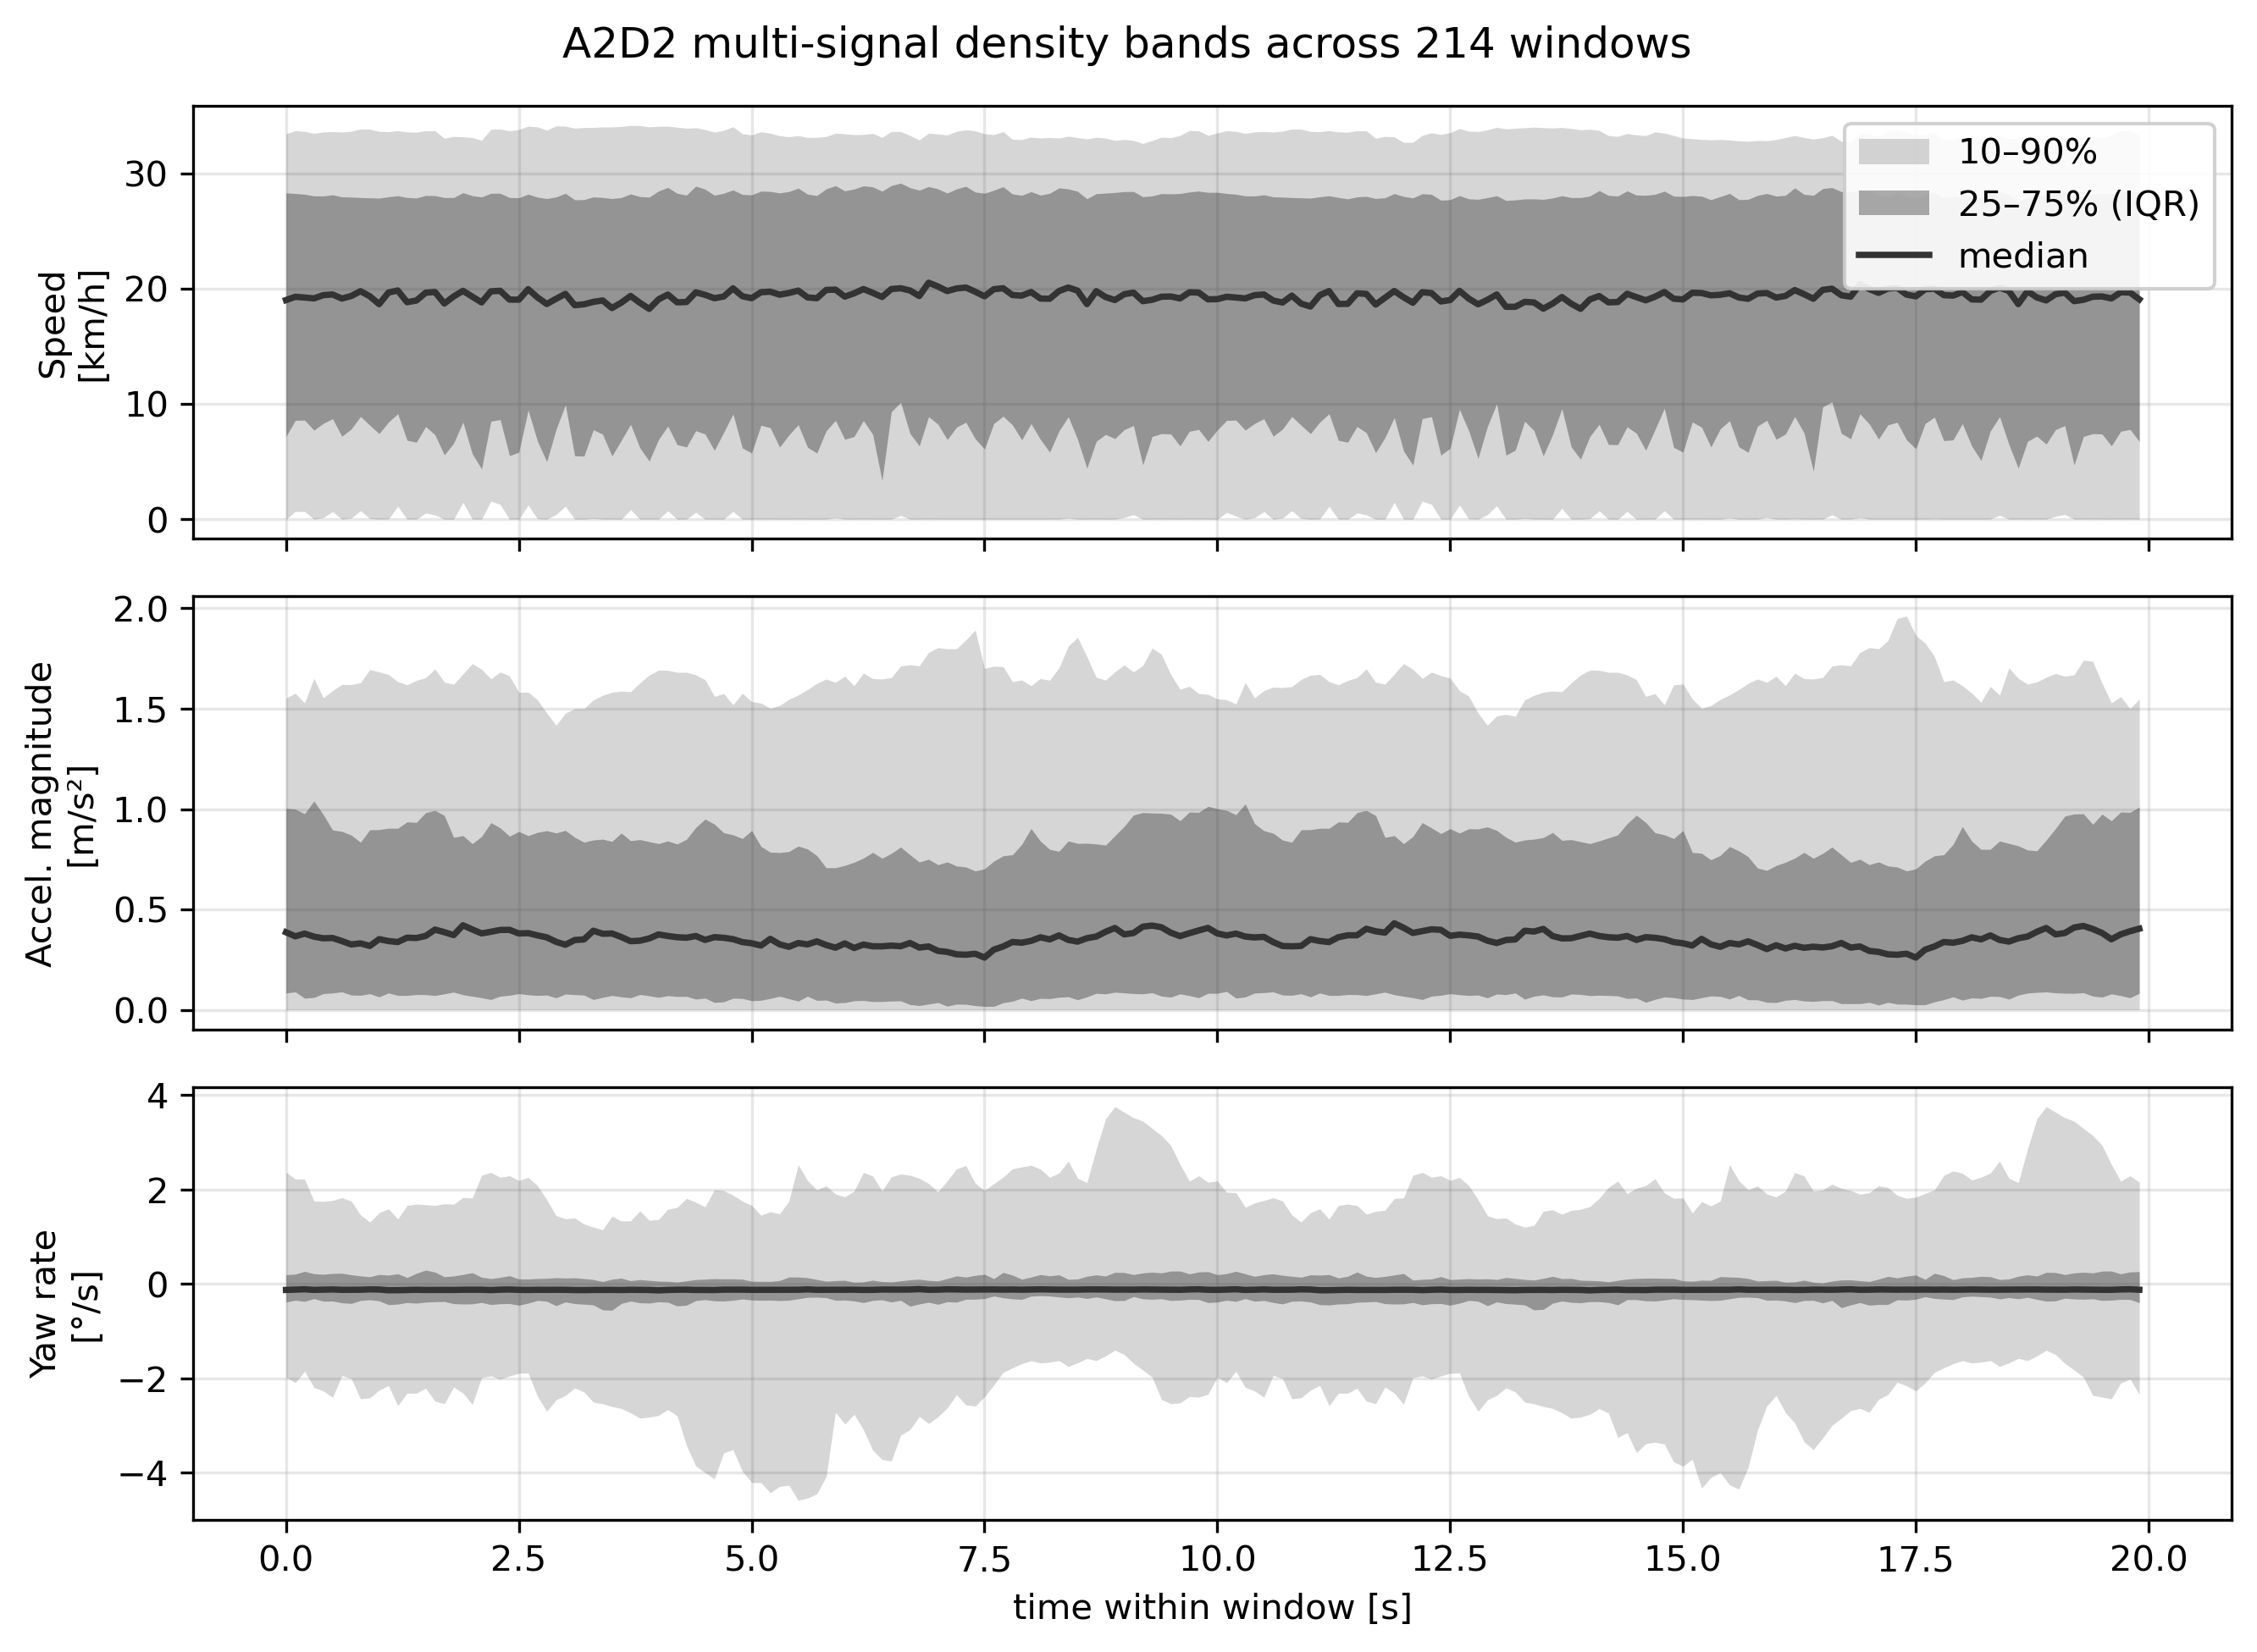 A2D2 multi-signal density bands across 214 windows
Speed
[km/h]
30
20
10
0
10–90%
25–75% (IQR)
median
Accel. magnitude
[m/s²]
2.0
1.5
1.0
0.5
0.0
Yaw rate
[°/s]
4
2
0
−2
−4
0.0 2.5 5.0 7.5 10.0 12.5 15.0 17.5 20.0
time within window [s]